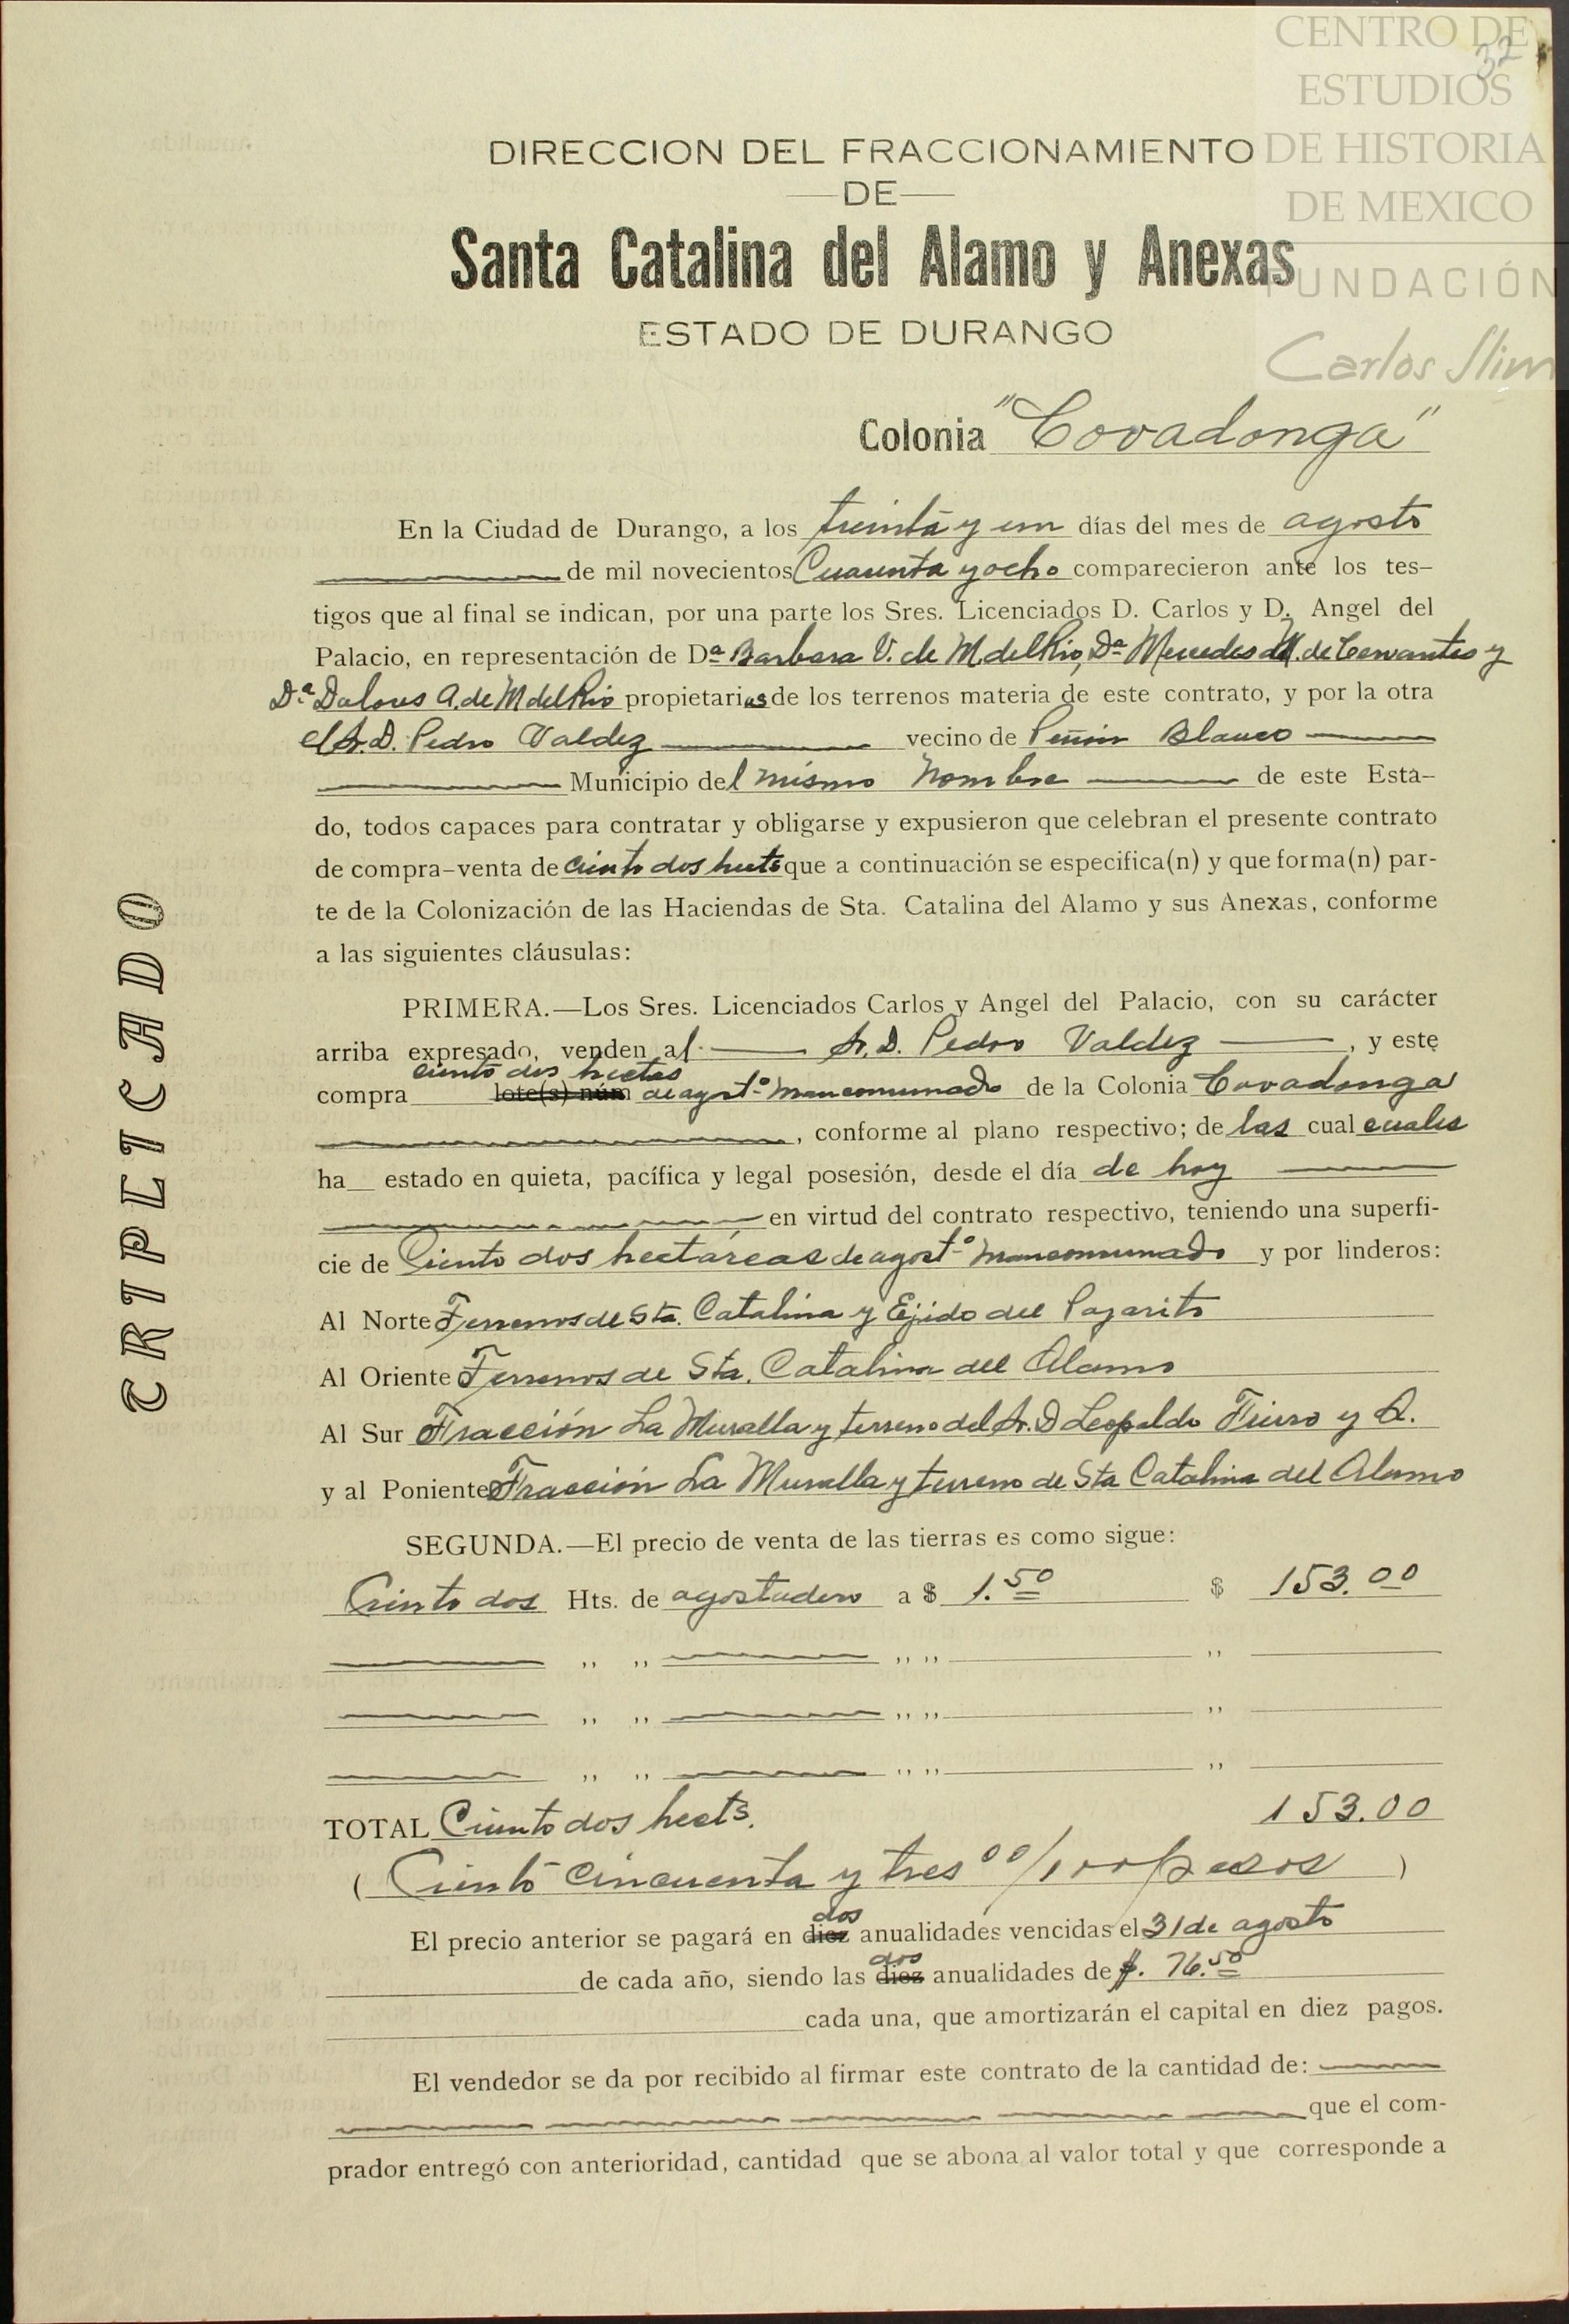 CENTRO DE
ESTUDIOS
DE HISTORIA
DE MEXICO
FUNDACIÓN
Carlos Slim
32
DIRECCION DEL FRACCIONAMIENTO
—DE—
Santa Catalina del Alamo y Anexas
ESTADO DE DURANGO
Colonia "Covadonga"
En la Ciudad de Durango, a los treinta y un días del mes de agosto
de mil novecientos Cuarenta y ocho comparecieron ante los tes-
tigos que al final se indican, por una parte los Sres. Licenciados D. Carlos y D. Angel del
Palacio, en representación de Dª Barbara V. de M. del Rio, Dª Mercedes M. de Cervantes y
Dª Dolores A. de M del Rio propietarias de los terrenos materia de este contrato, y por la otra
el Sr. D. Pedro Valdez vecino de Peñón Blanco
Municipio del mismo Nombre de este Esta-
do, todos capaces para contratar y obligarse y expusieron que celebran el presente contrato
de compra-venta de ciento dos hects que a continuación se especifica(n) y que forma(n) par-
te de la Colonización de las Haciendas de Sta. Catalina del Alamo y sus Anexas, conforme
a las siguientes cláusulas:
PRIMERA.—Los Sres. Licenciados Carlos y Angel del Palacio, con su carácter
arriba expresado, venden al Sr. D. Pedro Valdez, y este
ciento dos hectas
compra lote(s) núm de agostº mancomunado de la Colonia Covadonga
, conforme al plano respectivo; de las cual cuales
ha estado en quieta, pacífica y legal posesión, desde el día de hoy
en virtud del contrato respectivo, teniendo una superfi-
cie de Ciento dos hectáreas de agostº mancomunado y por linderos:
Al Norte Terrenos de Sta. Catalina y Ejido del Pajarito
Al Oriente Terrenos de Sta. Catalina del Alamo
Al Sur Fracción La Muralla y terreno del Sr. D Leopoldo Fierro y A.
y al Poniente Fracción La Muralla y terreno de Sta Catalina del Alamo
SEGUNDA.—El precio de venta de las tierras es como sigue:
Ciento dos Hts. de agostadero a $ 1.50 $ 153.00
,, ,, ,, ,, ,,
,, ,, ,, ,, ,,
,, ,, ,, ,, ,,
TOTAL Ciento dos hects. 153.00
( Ciento cincuenta y tres 00/100 pesos )
dos
El precio anterior se pagará en diez anualidades vencidas el 31 de agosto
dos
de cada año, siendo las diez anualidades de $. 76.50
cada una, que amortizarán el capital en diez pagos.
El vendedor se da por recibido al firmar este contrato de la cantidad de:
que el com-
prador entregó con anterioridad, cantidad que se abona al valor total y que corresponde a
TRIPLICADO